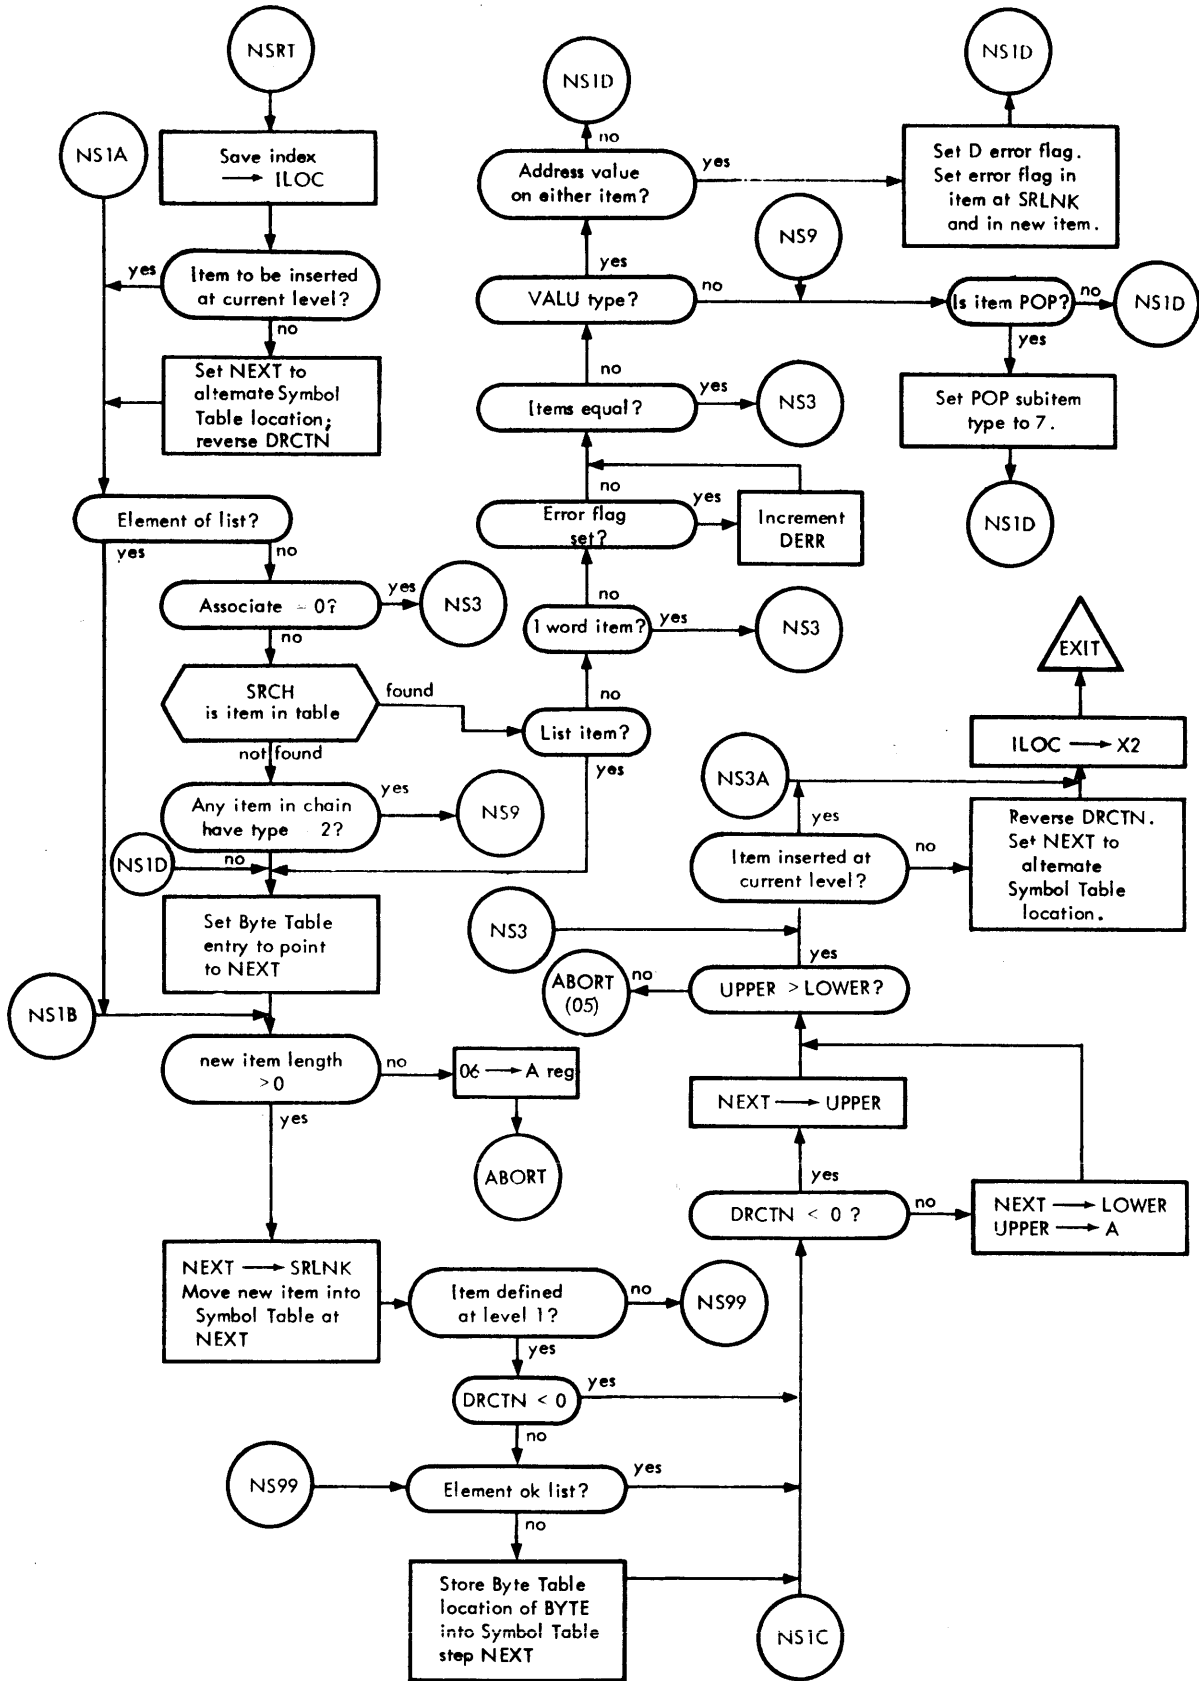 NSRT
NS1A
Save index
→ ILOC
yes
Item to be inserted
at current level?
no
Set NEXT to
alternate Symbol
Table location;
reverse DRCTN
Element of list?
yes
no
Associate = 0?
yes
NS3
no
SRCH
is item in table
found
not found
Any item in chain
have type 2?
yes
NS9
NS1D
no
Set Byte Table
entry to point
to NEXT
NS1B
new item length
>0
no
06 → A reg
ABORT
yes
NEXT → SRLNK
Move new item into
Symbol Table at
NEXT
Item defined
at level 1?
no
NS99
yes
DRCTN < 0
yes
no
NS99
Element ok list?
yes
no
Store Byte Table
location of BYTE
into Symbol Table
step NEXT
NS1C
NS1D
no
Address value
on either item?
yes
NS1D
Set D error flag.
Set error flag in
item at SRLNK
and in new item.
yes
VALU type?
no
NS9
Is item POP?
no
NS1D
yes
Set POP subitem
type to 7.
NS1D
no
Items equal?
yes
NS3
no
Error flag
set?
yes
Increment
DERR
no
1 word item?
yes
NS3
no
List item?
yes
EXIT
ILOC → X2
NS3A
yes
Reverse DRCTN.
Set NEXT to
alternate
Symbol Table
location.
Item inserted at
current level?
no
NS3
yes
ABORT
(05)
no
UPPER > LOWER?
NEXT → UPPER
yes
DRCTN < 0 ?
no
NEXT → LOWER
UPPER → A